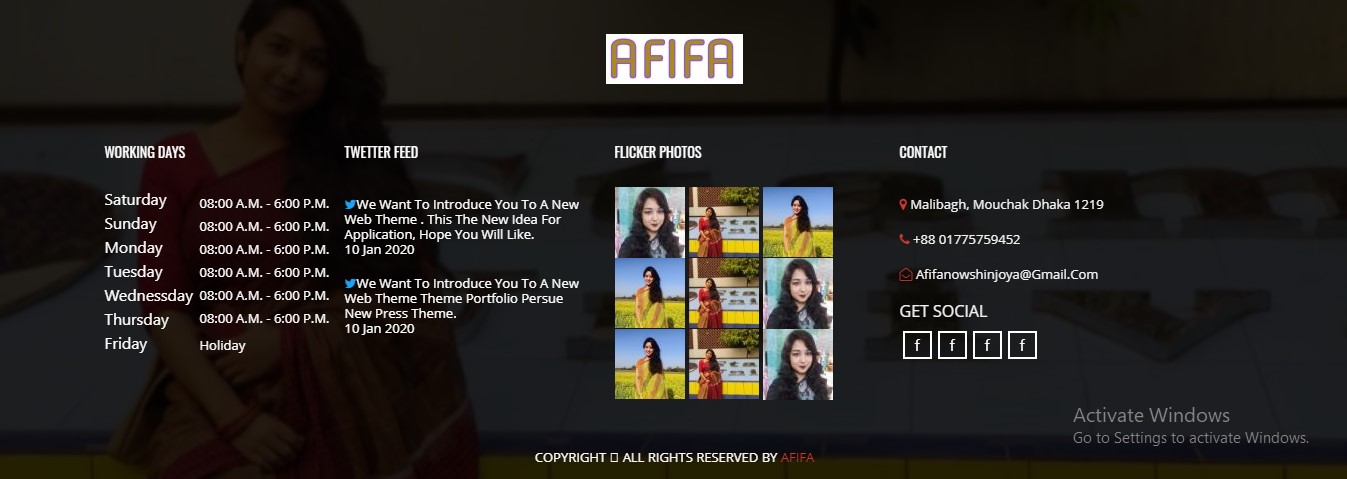 AFIFA
WORKING DAYS
Saturday 08:00 A.M. - 6:00 P.M.
Sunday 08:00 A.M. - 6:00 P.M.
Monday 08:00 A.M. - 6:00 P.M.
Tuesday 08:00 A.M. - 6:00 P.M.
Wednessday 08:00 A.M. - 6:00 P.M.
Thursday 08:00 A.M. - 6:00 P.M.
Friday Holiday
TWETTER FEED
We Want To Introduce You To A New
Web Theme . This The New Idea For
Application, Hope You Will Like.
10 Jan 2020
We Want To Introduce You To A New
Web Theme Theme Portfolio Persue
New Press Theme.
10 Jan 2020
FLICKER PHOTOS
CONTACT
Malibagh, Mouchak Dhaka 1219
+88 01775759452
Afifanowshinjoya@Gmail.Com
GET SOCIAL
f f f f
Activate Windows
Go to Settings to activate Windows.
COPYRIGHT ▯ ALL RIGHTS RESERVED BY AFIFA